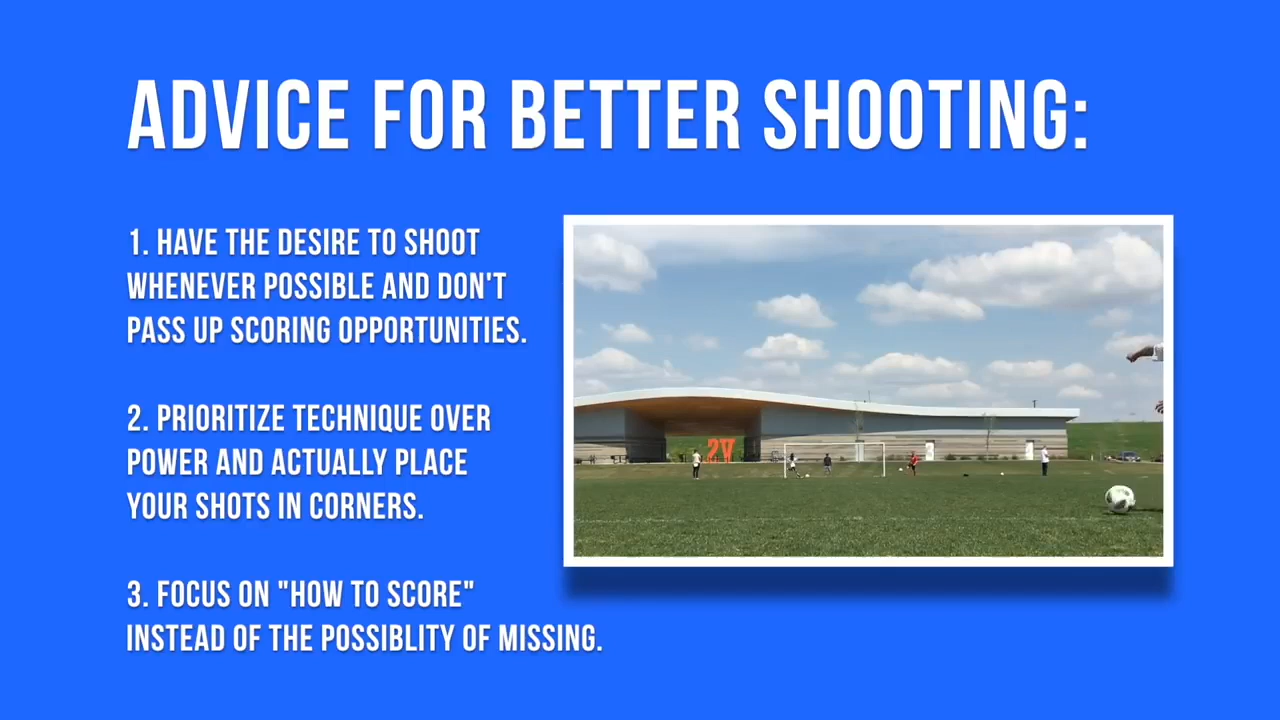 ADVICE FOR BETTER SHOOTING:
1. HAVE THE DESIRE TO SHOOT
WHENEVER POSSIBLE AND DON'T
PASS UP SCORING OPPORTUNITIES.
2. PRIORITIZE TECHNIQUE OVER
POWER AND ACTUALLY PLACE
YOUR SHOTS IN CORNERS.
3. FOCUS ON "HOW TO SCORE"
INSTEAD OF THE POSSIBLITY OF MISSING.
2V